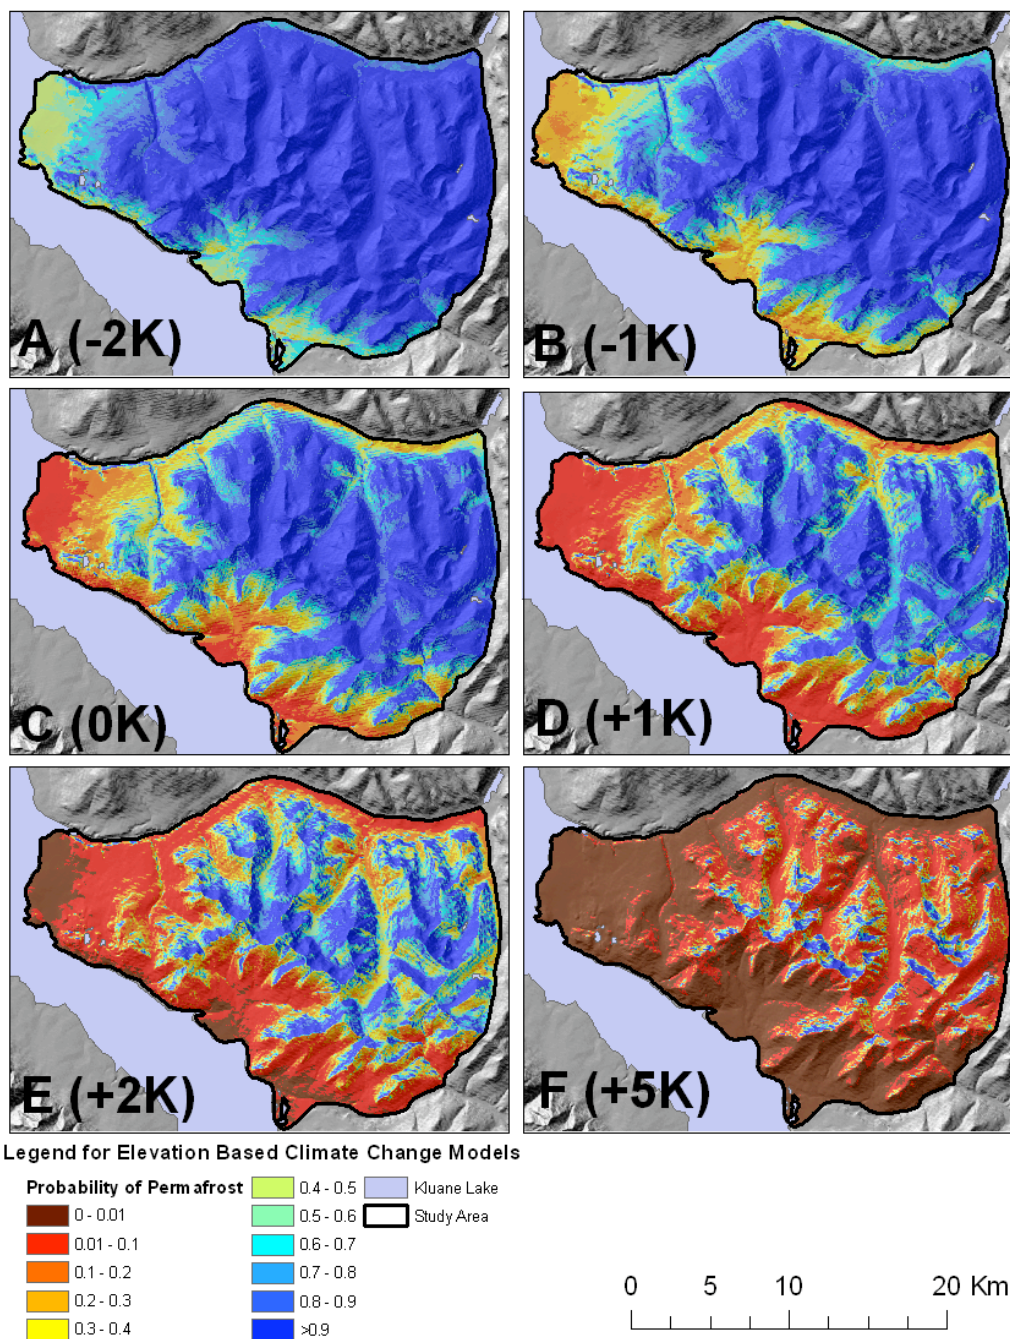 A (-2K)
B (-1K)
C (0K)
D (+1K)
E (+2K)
F (+5K)
Legend for Elevation Based Climate Change Models
Probability of Permafrost
0 - 0.01
0.01 - 0.1
0.1 - 0.2
0.2 - 0.3
0.3 - 0.4
0.4 - 0.5
0.5 - 0.6
0.6 - 0.7
0.7 - 0.8
0.8 - 0.9
>0.9
Kluane Lake
Study Area
0 5 10 20 Km